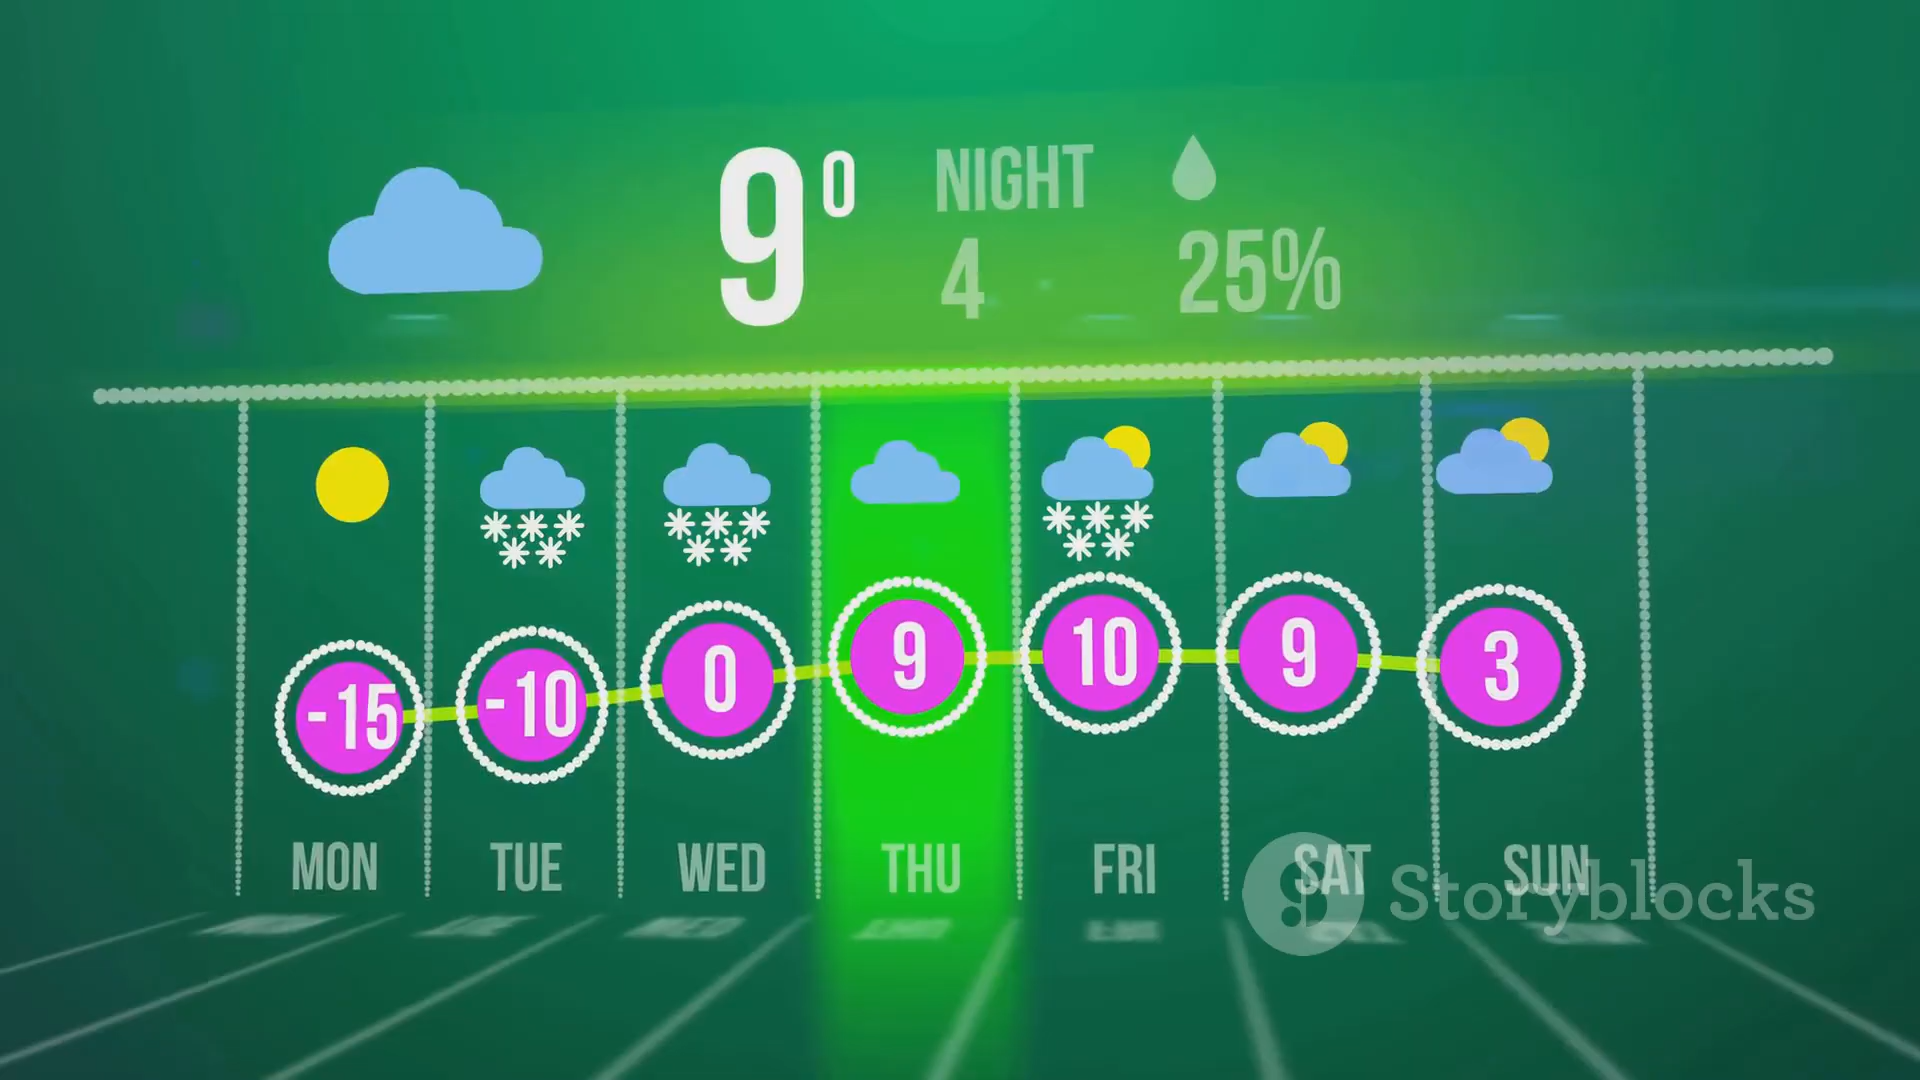 9° NIGHT
4 25%
-15 -10 0 9 10 9 3
MON TUE WED THU FRI SAT SUN
Storyblocks